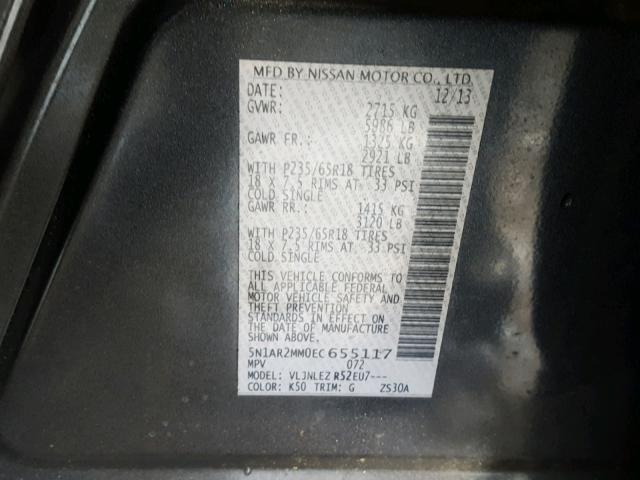 MFD BY NISSAN MOTOR CO., LTD.
DATE: 12/13
GVWR: 2715 KG
5986 LB
GAWR FR: 1325 KG
2921 LB
WITH P235/65R18 TIRES
18 X 7.5 RIMS AT 33 PSI
COLD SINGLE
GAWR RR: 1415 KG
3120 LB
WITH P235/65R18 TIRES
18 X 7.5 RIMS AT 33 PSI
COLD SINGLE
THIS VEHICLE CONFORMS TO
ALL APPLICABLE FEDERAL
MOTOR VEHICLE SAFETY AND
THEFT PREVENTION
STANDARDS IN EFFECT ON
THE DATE OF MANUFACTURE
SHOWN ABOVE.
5N1AR2MM0EC655117
MPV 072
MODEL: VLJNLEZ R52EU7---
COLOR: K50 TRIM: G ZS30A